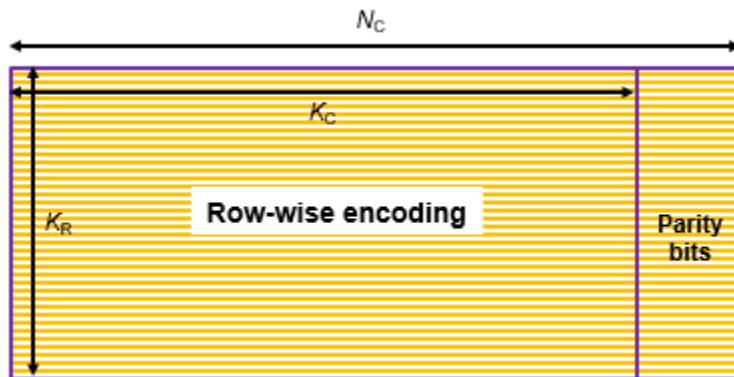 N_C
K_C
K_R
Row-wise encoding
Parity
bits